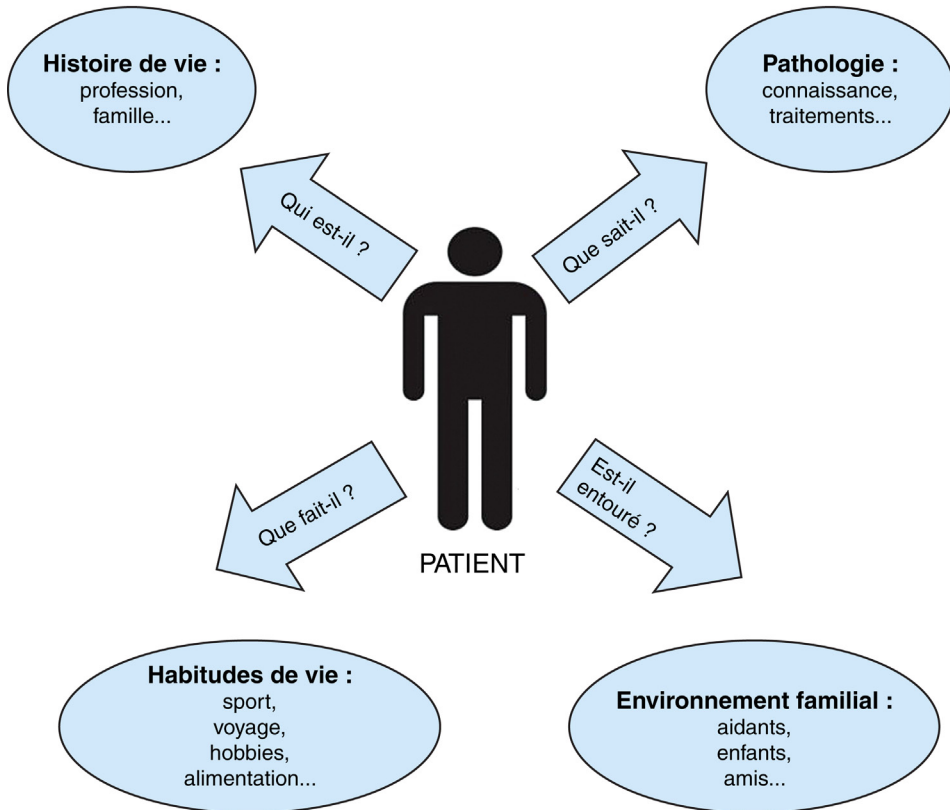 Histoire de vie :
profession,
famille...
Pathologie :
connaissance,
traitements...
Qui est-il ?
Que sait-il ?
Que fait-il ?
Est-il
entouré ?
PATIENT
Habitudes de vie :
sport,
voyage,
hobbies,
alimentation...
Environnement familial :
aidants,
enfants,
amis...